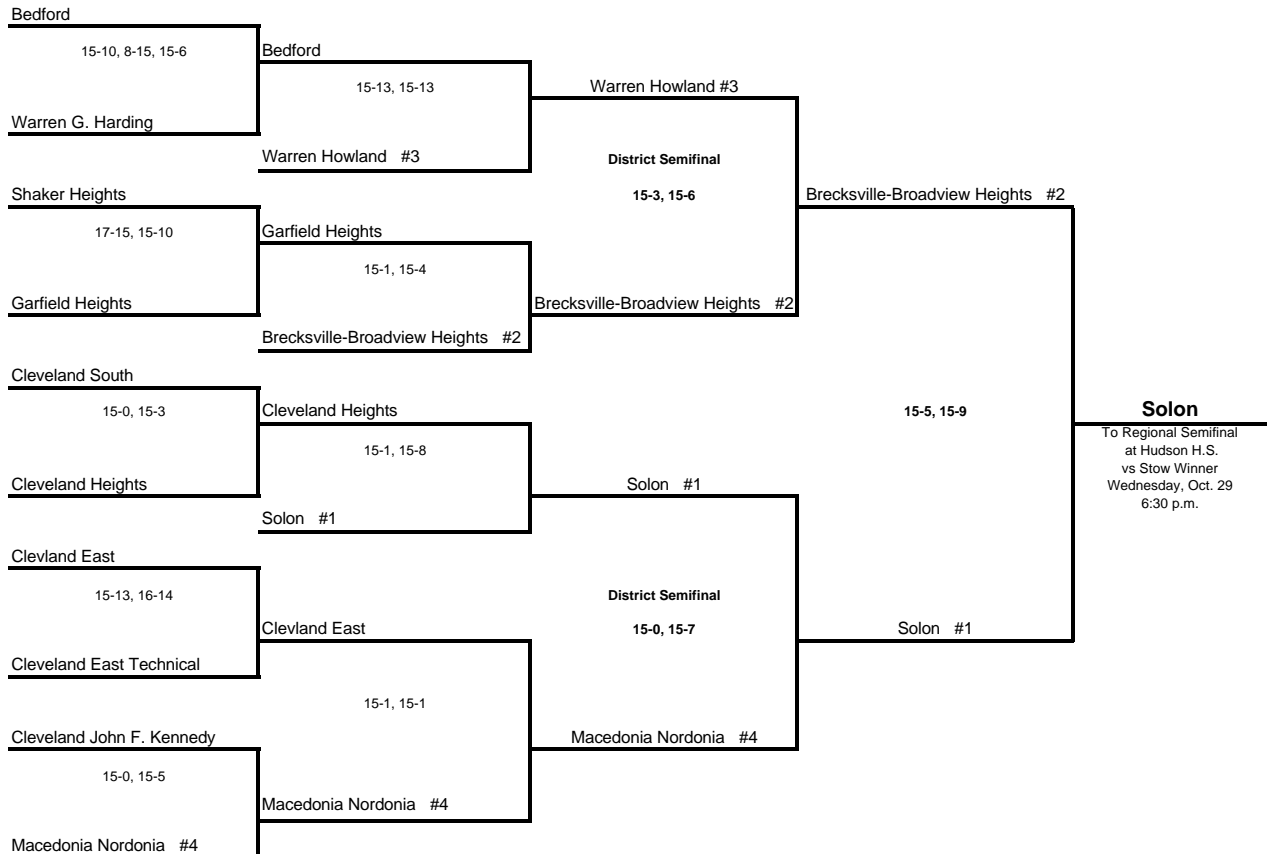 Bedford
15-10, 8-15, 15-6
Bedford
15-13, 15-13
Warren Howland #3
Warren G. Harding
Warren Howland #3
District Semifinal
Shaker Heights
15-3, 15-6
Brecksville-Broadview Heights #2
17-15, 15-10
Garfield Heights
15-1, 15-4
Garfield Heights
Brecksville-Broadview Heights #2
Brecksville-Broadview Heights #2
Cleveland South
15-0, 15-3
Cleveland Heights
15-5, 15-9
Solon
To Regional Semifinal
at Hudson H.S.
vs Stow Winner
Wednesday, Oct. 29
6:30 p.m.
15-1, 15-8
Cleveland Heights
Solon #1
Solon #1
Clevland East
15-13, 16-14
District Semifinal
Clevland East
15-0, 15-7
Solon #1
Cleveland East Technical
15-1, 15-1
Cleveland John F. Kennedy
Macedonia Nordonia #4
15-0, 15-5
Macedonia Nordonia #4
Macedonia Nordonia #4